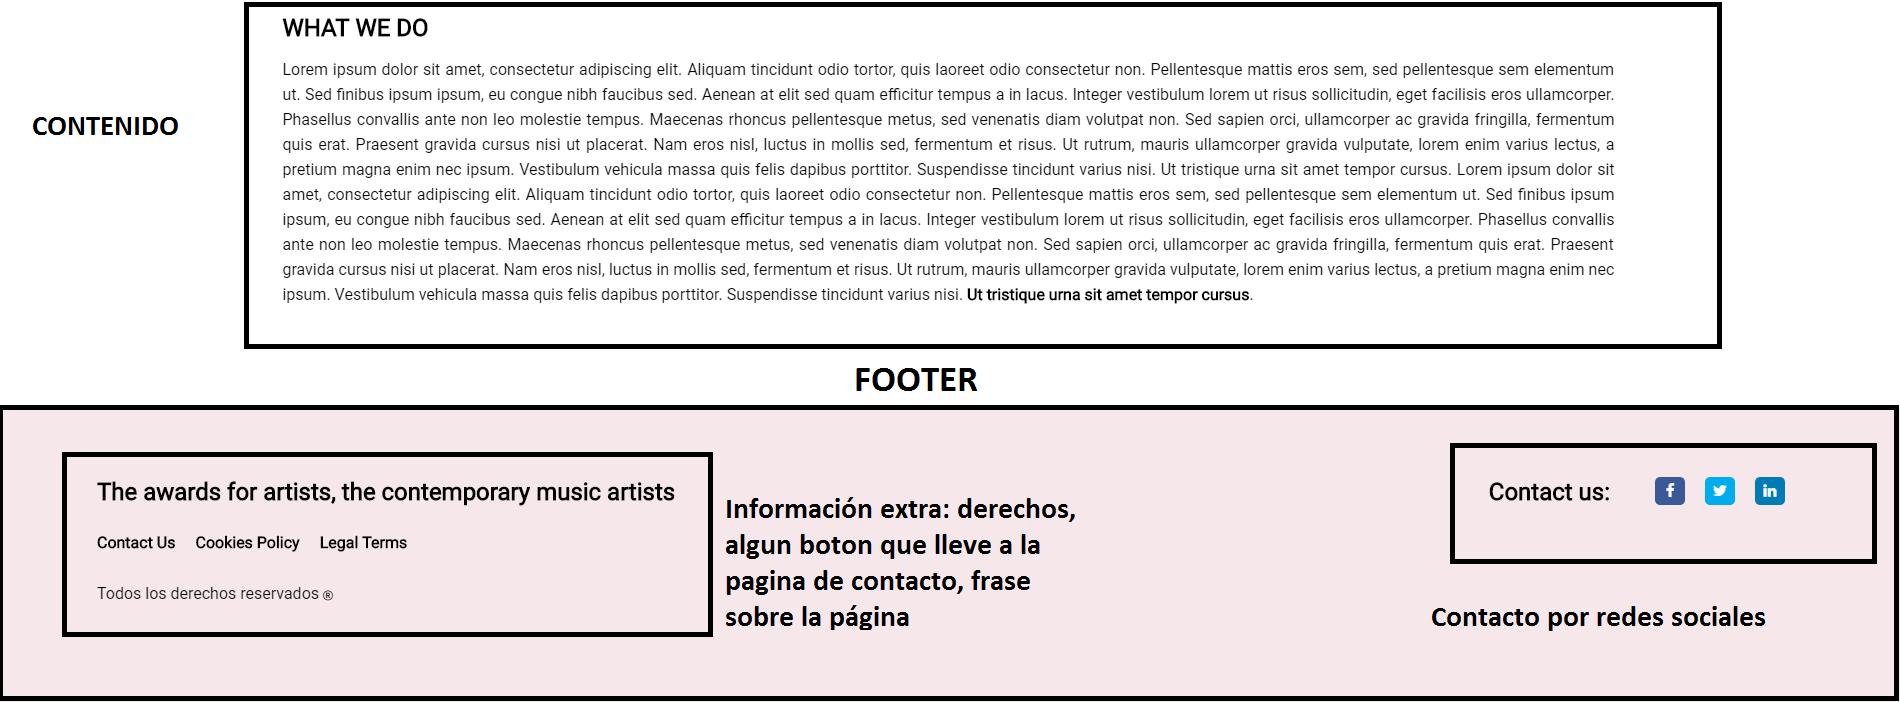 WHAT WE DO
Lorem ipsum dolor sit amet, consectetur adipiscing elit. Aliquam tincidunt odio tortor, quis laoreet odio consectetur non. Pellentesque mattis eros sem, sed pellentesque sem elementum
ut. Sed finibus ipsum ipsum, eu congue nibh faucibus sed. Aenean at elit sed quam efficitur tempus a in lacus. Integer vestibulum lorem ut risus sollicitudin, eget facilisis eros ullamcorper.
CONTENIDO
Phasellus convallis ante non leo molestie tempus. Maecenas rhoncus pellentesque metus, sed venenatis diam volutpat non. Sed sapien orci, ullamcorper ac gravida fringilla, fermentum
quis erat. Praesent gravida cursus nisi ut placerat. Nam eros nisl, luctus in mollis sed, fermentum et risus. Ut rutrum, mauris ullamcorper gravida vulputate, lorem enim varius lectus, a
pretium magna enim nec ipsum. Vestibulum vehicula massa quis felis dapibus porttitor. Suspendisse tincidunt varius nisi. Ut tristique urna sit amet tempor cursus. Lorem ipsum dolor sit
amet, consectetur adipiscing elit. Aliquam tincidunt odio tortor, quis laoreet odio consectetur non. Pellentesque mattis eros sem, sed pellentesque sem elementum ut. Sed finibus ipsum
ipsum, eu congue nibh faucibus sed. Aenean at elit sed quam efficitur tempus a in lacus. Integer vestibulum lorem ut risus sollicitudin, eget facilisis eros ullamcorper. Phasellus convallis
ante non leo molestie tempus. Maecenas rhoncus pellentesque metus, sed venenatis diam volutpat non. Sed sapien orci, ullamcorper ac gravida fringilla, fermentum quis erat. Praesent
gravida cursus nisi ut placerat. Nam eros nisl, luctus in mollis sed, fermentum et risus. Ut rutrum, mauris ullamcorper gravida vulputate, lorem enim varius lectus, a pretium magna enim nec
ipsum. Vestibulum vehicula massa quis felis dapibus porttitor. Suspendisse tincidunt varius nisi. Ut tristique urna sit amet tempor cursus.
FOOTER
The awards for artists, the contemporary music artists
Contact Us Cookies Policy Legal Terms
Todos los derechos reservados ®
Información extra: derechos,
algun boton que lleve a la
pagina de contacto, frase
sobre la página
Contact us:
Contacto por redes sociales